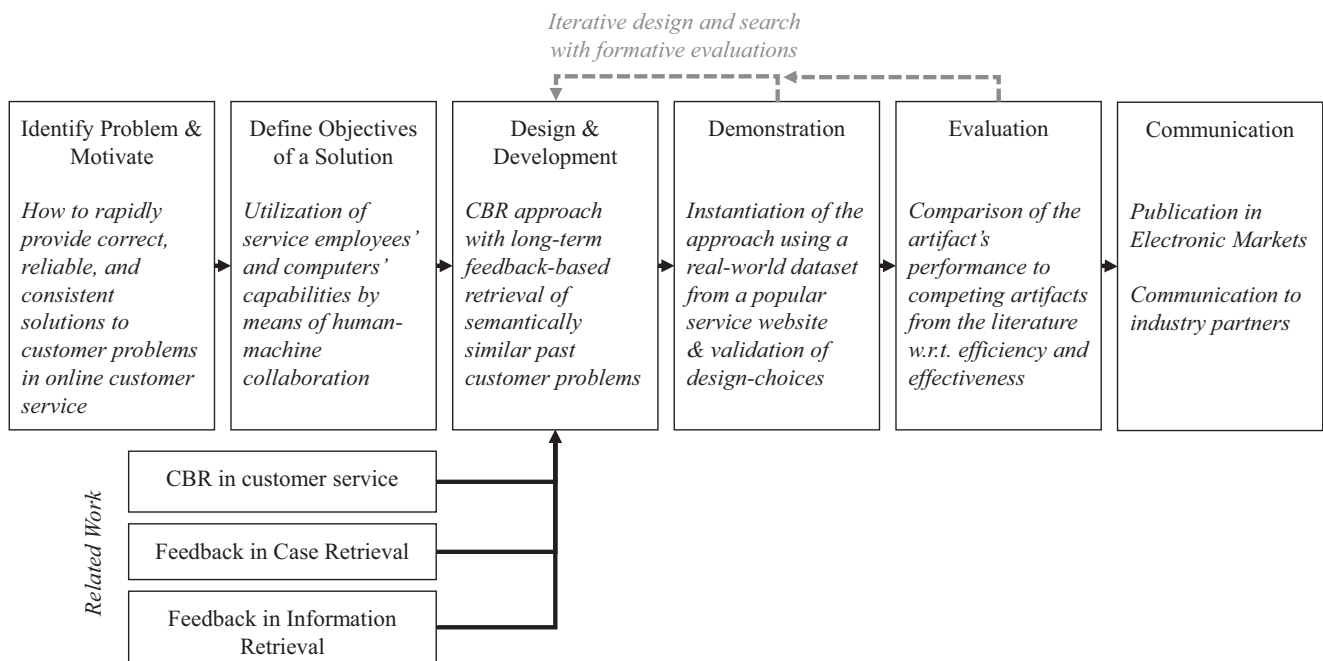 Iterative design and search
with formative evaluations
Identify Problem &
Motivate
How to rapidly
provide correct,
reliable, and
consistent
solutions to
customer problems
in online customer
service
Define Objectives
of a Solution
Utilization of
service employees’
and computers’
capabilities by
means of human-
machine
collaboration
Design &
Development
CBR approach
with long-term
feedback-based
retrieval of
semantically
similar past
customer problems
Demonstration
Instantiation of the
approach using a
real-world dataset
from a popular
service website
& validation of
design-choices
Evaluation
Comparison of the
artifact’s
performance to
competing artifacts
from the literature
w.r.t. efficiency and
effectiveness
Communication
Publication in
Electronic Markets
Communication to
industry partners
Related Work
CBR in customer service
Feedback in Case Retrieval
Feedback in Information
Retrieval